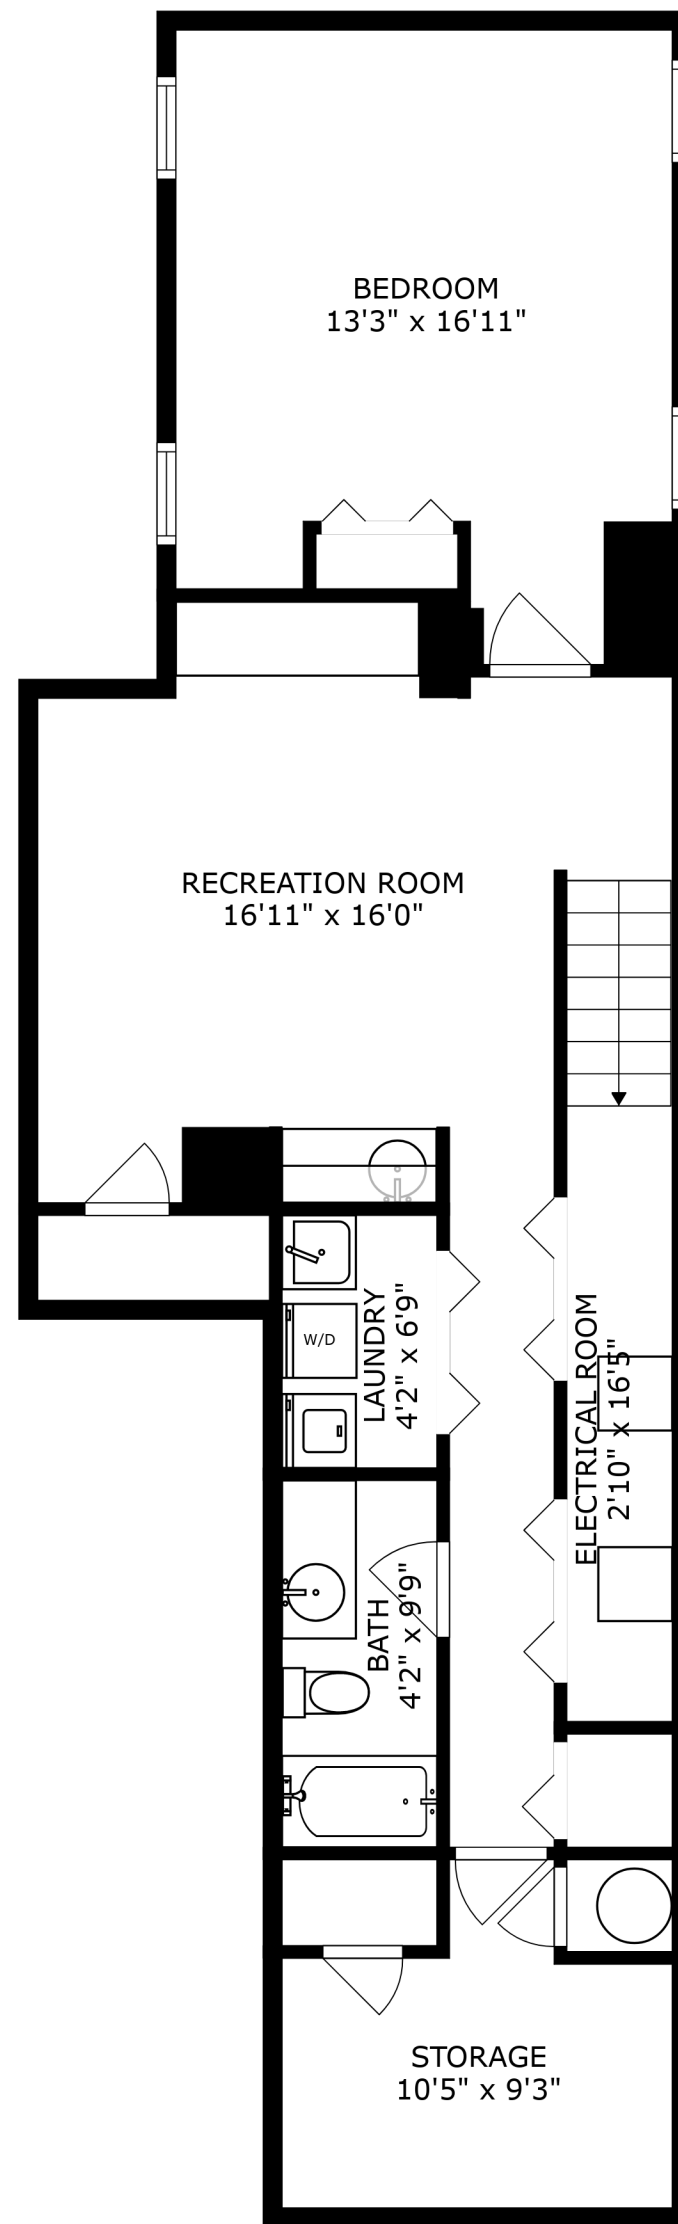 BEDROOM
13'3" x 16'11"
RECREATION ROOM
16'11" x 16'0"
LAUNDRY
4'2" x 6'9"
W/D
ELECTRICAL ROOM
2'10" x 16'5"
BATH
4'2" x 9'9"
STORAGE
10'5" x 9'3"